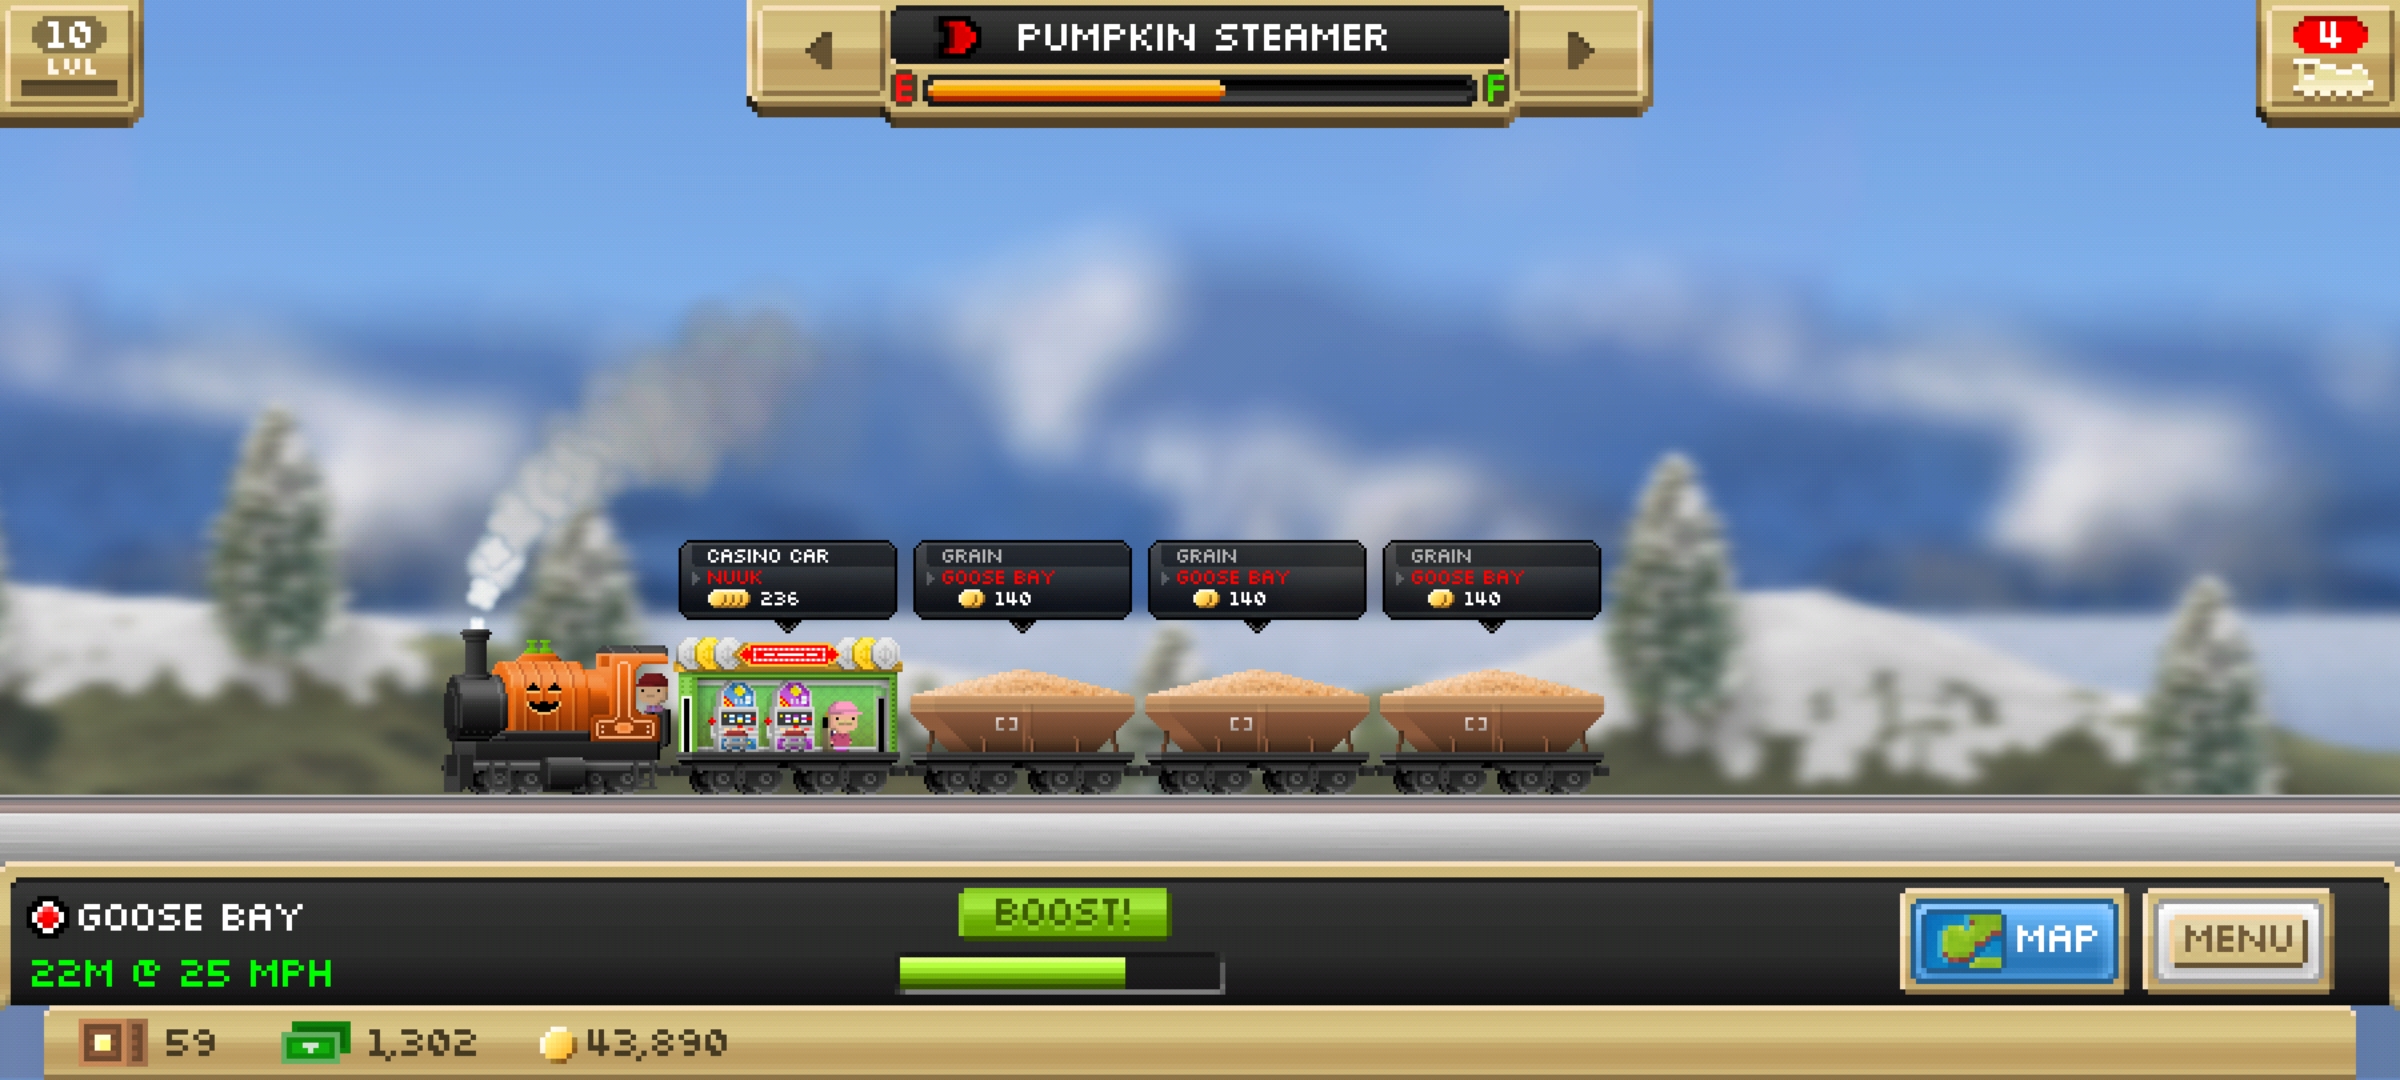 10
LVL
PUMPKIN STEAMER
E F
4
CASINO CAR
NUUK
236
GRAIN
GOOSE BAY
140
GRAIN
GOOSE BAY
140
GRAIN
GOOSE BAY
140
GOOSE BAY
22M @ 25 MPH
BOOST!
MAP
MENU
59
1,302
43,890